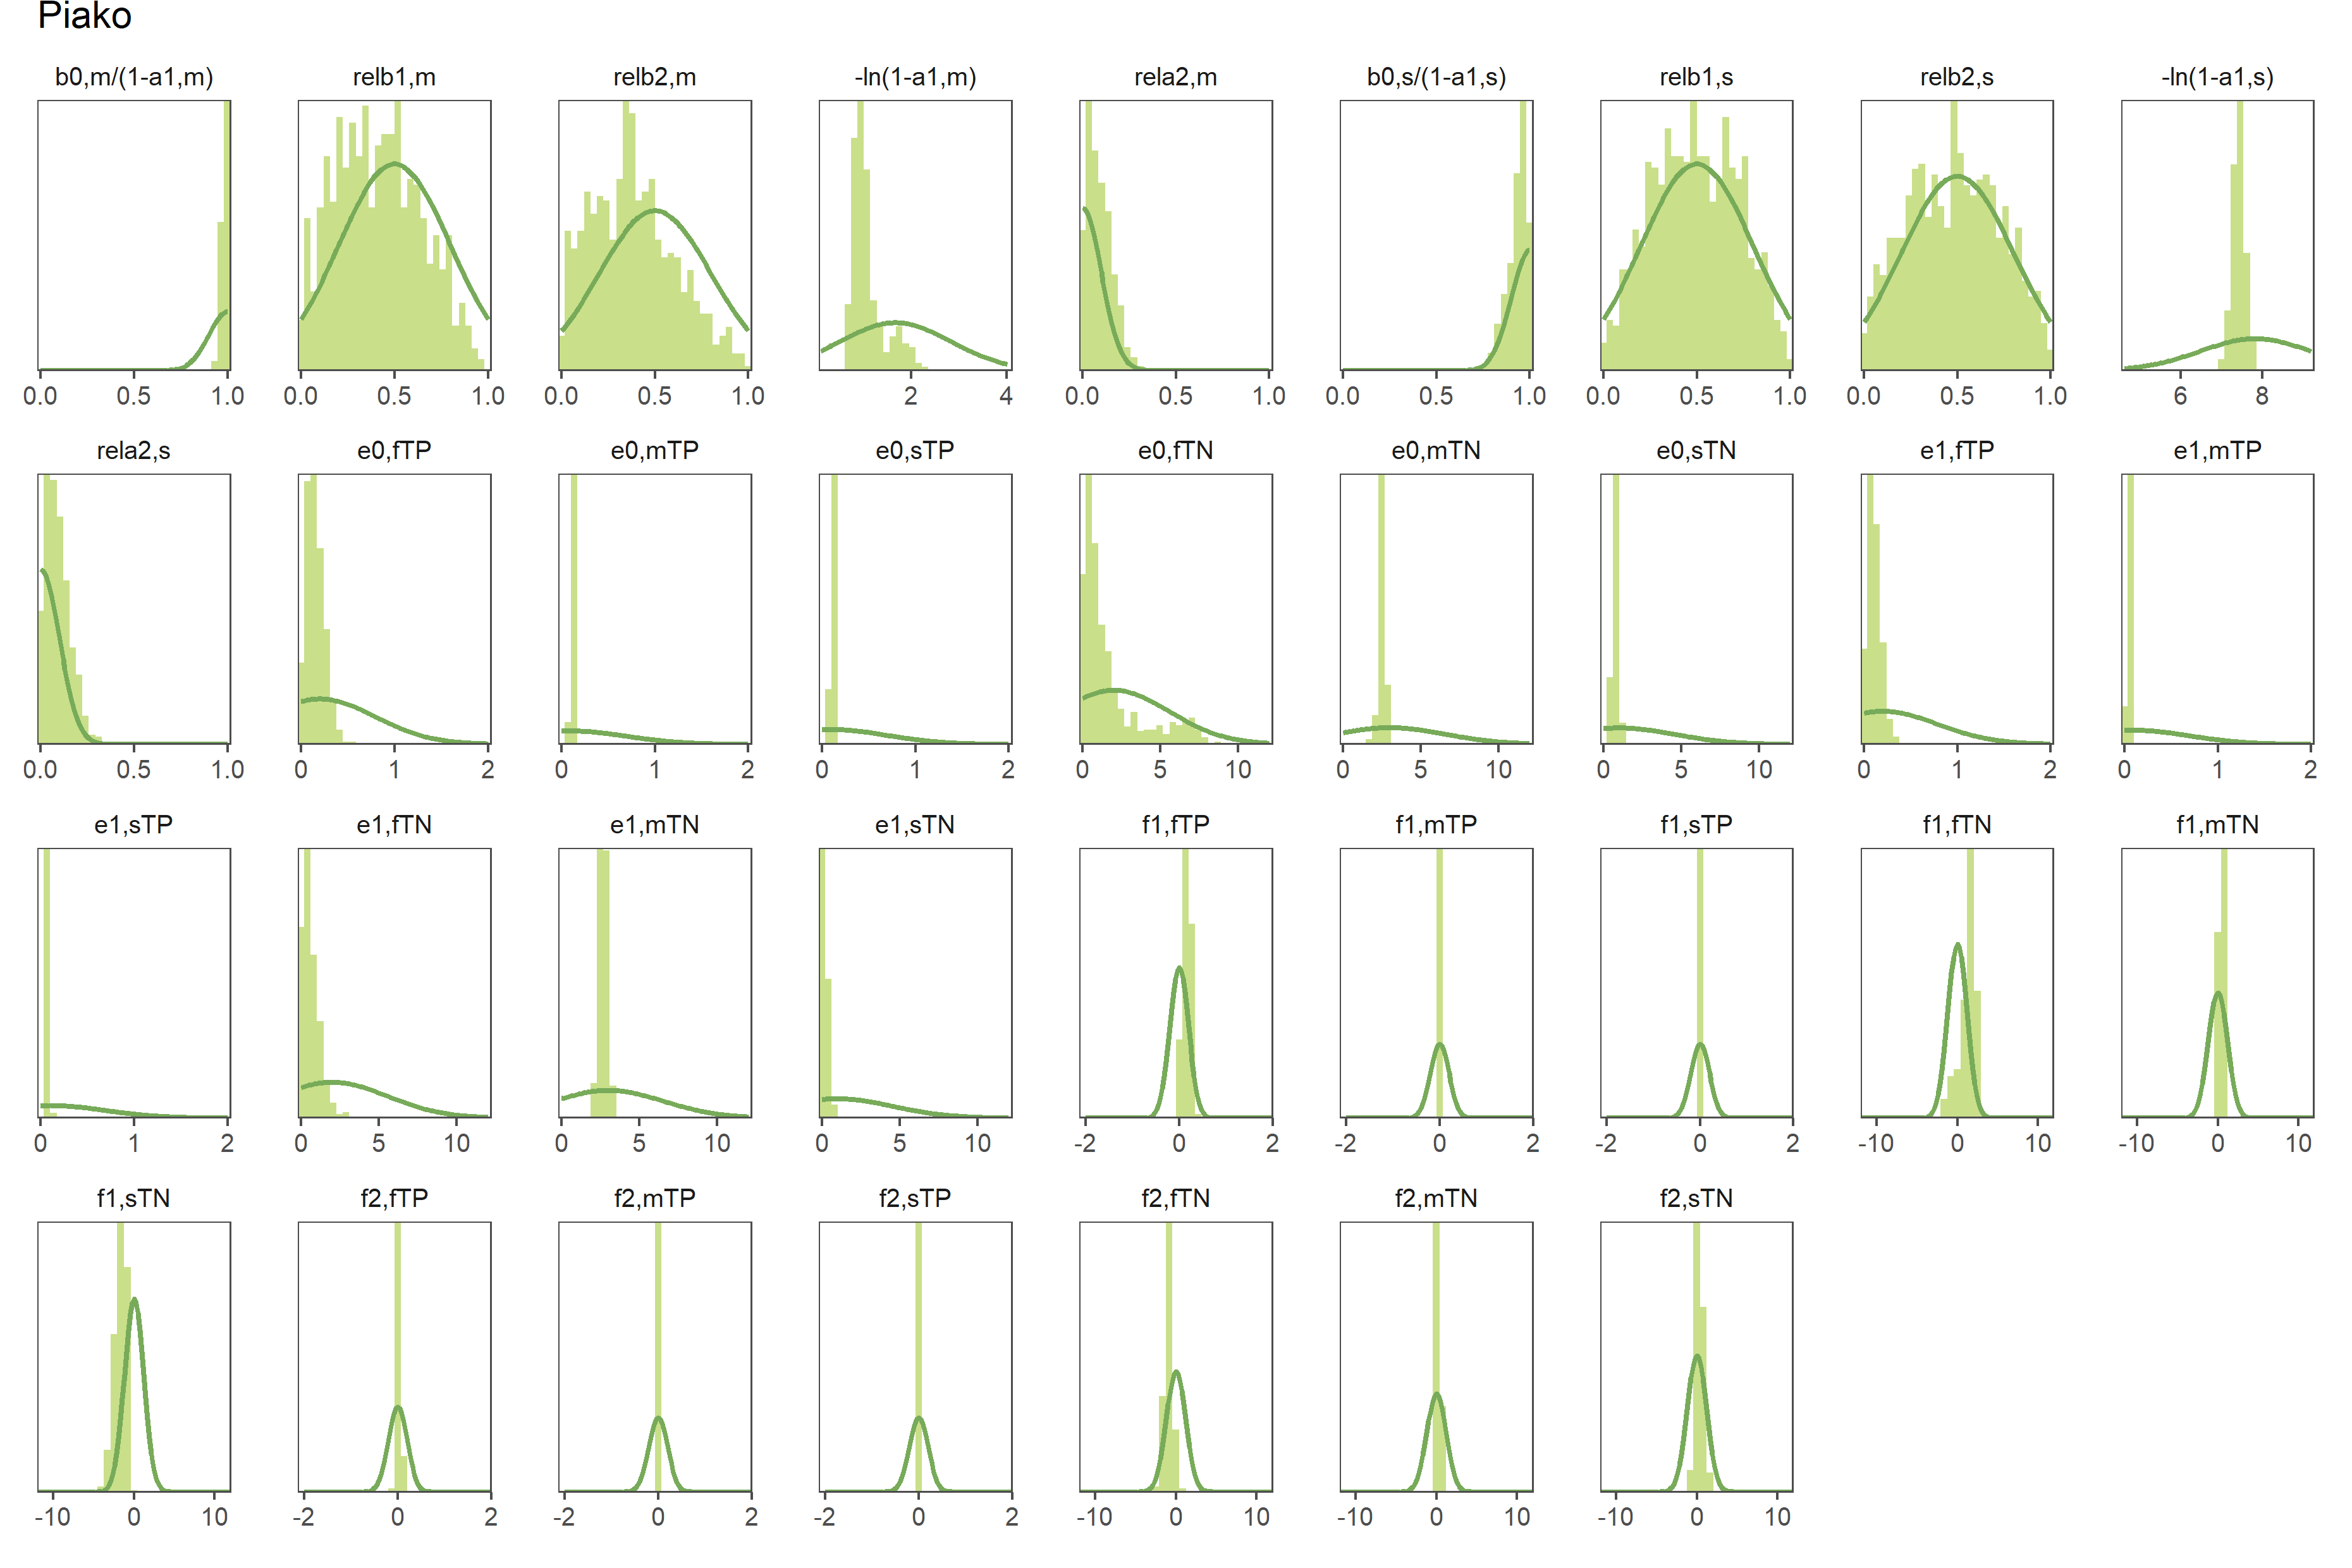 Piako
b0,m/(1-a1,m) relb1,m relb2,m -ln(1-a1,m) rela2,m b0,s/(1-a1,s) relb1,s relb2,s -ln(1-a1,s)
0.0 0.5 1.0 0.0 0.5 1.0 0.0 0.5 1.0 2 4 0.0 0.5 1.0 0.0 0.5 1.0 0.0 0.5 1.0 0.0 0.5 1.0 6 8
rela2,s e0,fTP e0,mTP e0,sTP e0,fTN e0,mTN e0,sTN e1,fTP e1,mTP
0.0 0.5 1.0 0 1 2 0 1 2 0 1 2 0 5 10 0 5 10 0 5 10 0 1 2 0 1 2
e1,sTP e1,fTN e1,mTN e1,sTN f1,fTP f1,mTP f1,sTP f1,fTN f1,mTN
0 1 2 0 5 10 0 5 10 0 5 10 -2 0 2 -2 0 2 -2 0 2 -10 0 10 -10 0 10
f1,sTN f2,fTP f2,mTP f2,sTP f2,fTN f2,mTN f2,sTN
-10 0 10 -2 0 2 -2 0 2 -2 0 2 -10 0 10 -10 0 10 -10 0 10